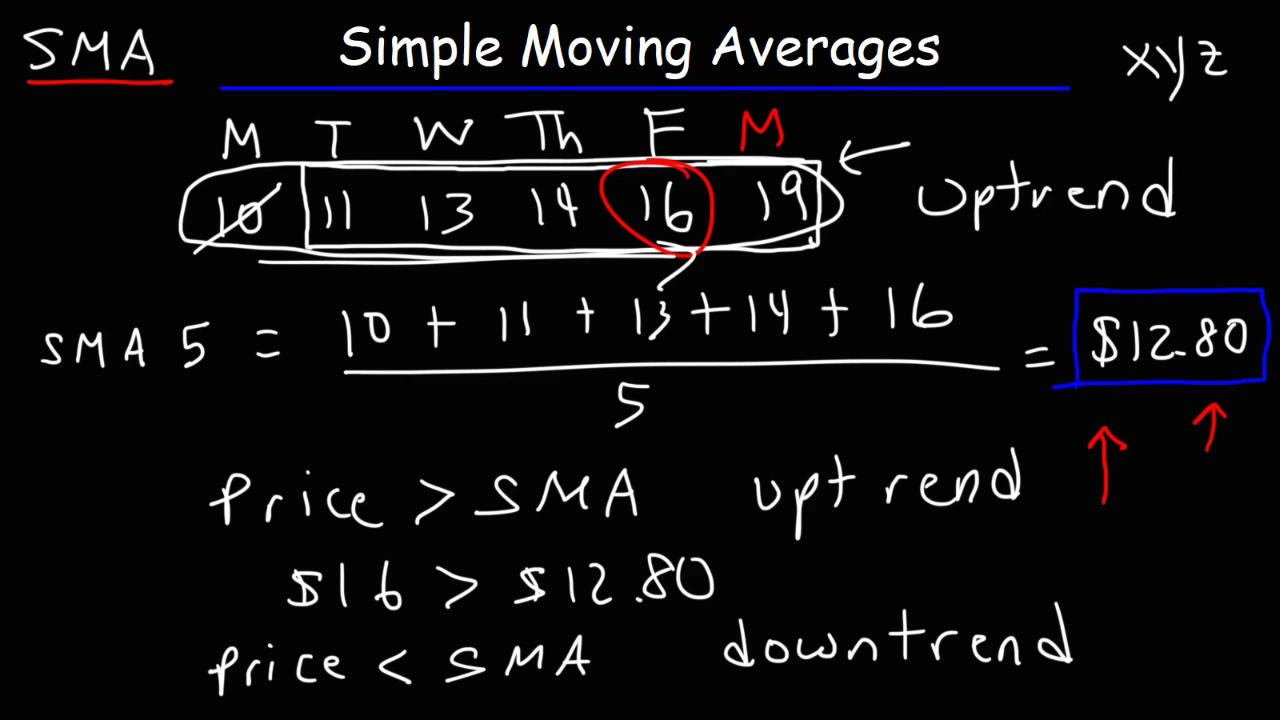 SMA Simple Moving Averages xyz
M T W Th F M
10 11 13 14 16 19 uptrend
10 + 11 + 13 + 14 + 16
SMA 5 = = $12.80
5
Price > SMA uptrend
$16 > $12.80
Price < SMA downtrend